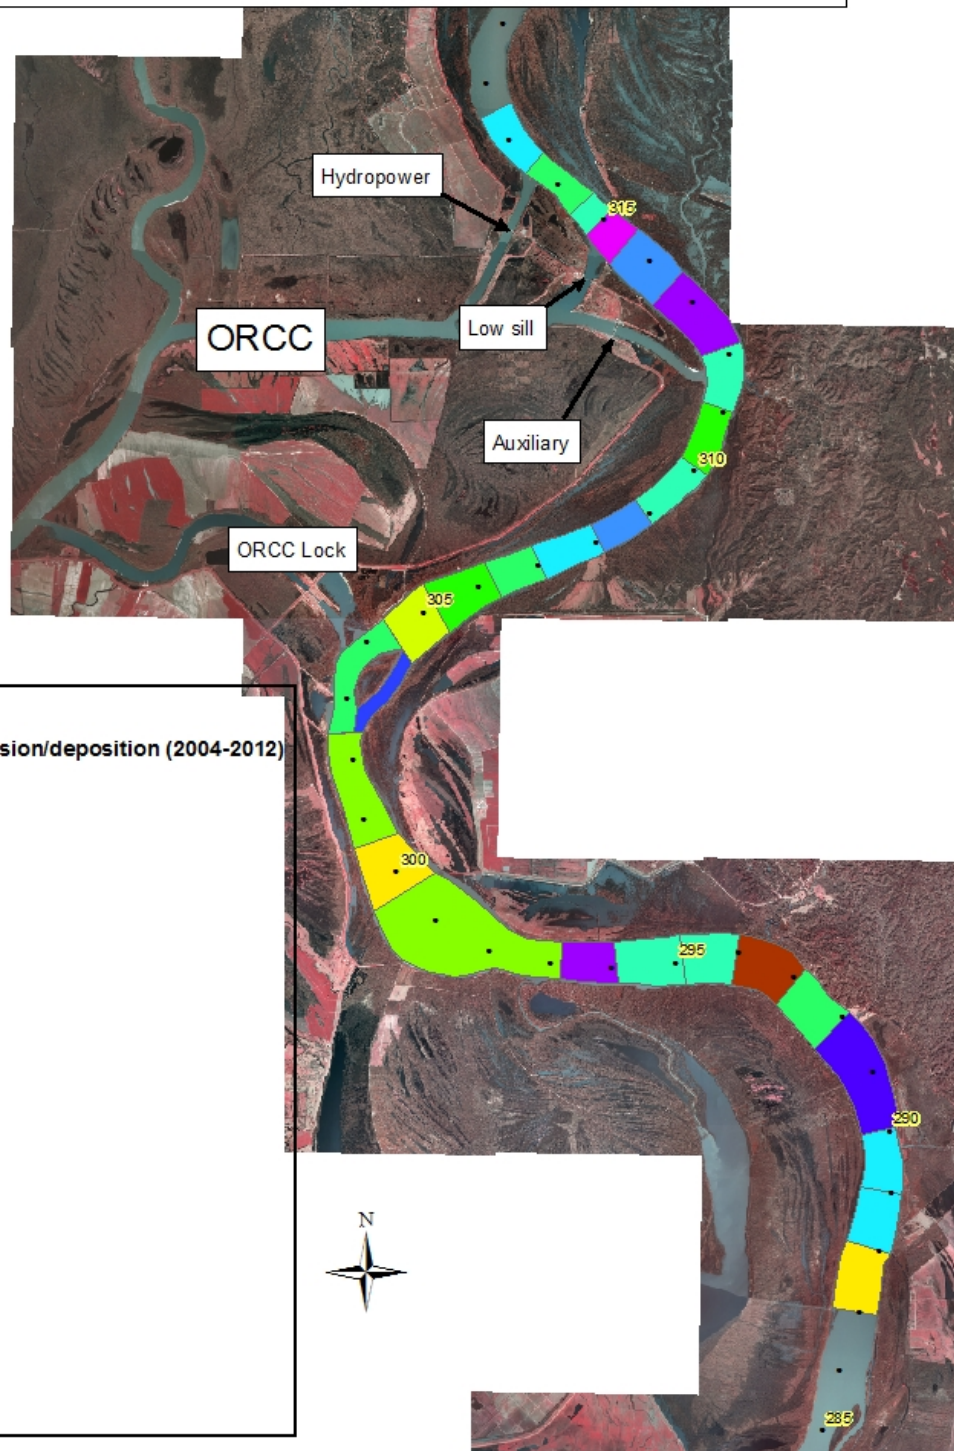 315
Hydropower
Low sill
ORCC
Auxiliary
310
ORCC Lock
305
sion/deposition (2004-2012)
300
295
290
N
285